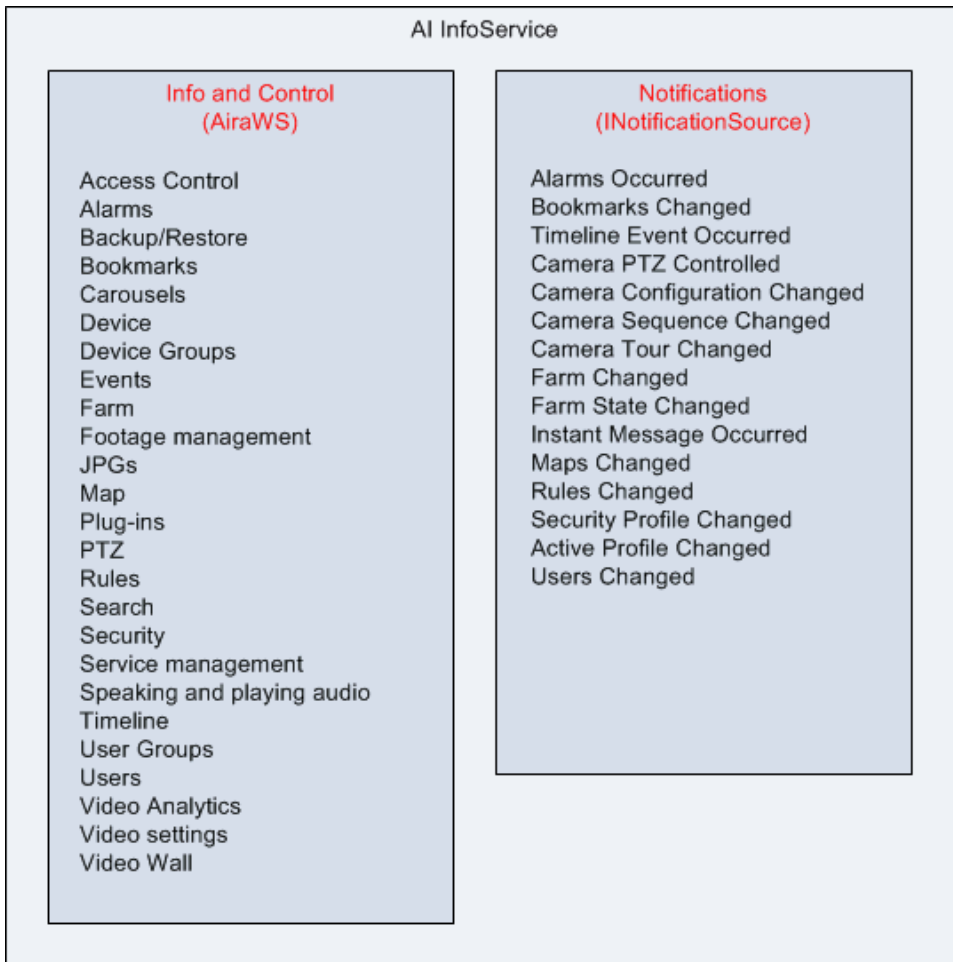 AI InfoService
Info and Control
(AiraWS)
Access Control
Alarms
Backup/Restore
Bookmarks
Carousels
Device
Device Groups
Events
Farm
Footage management
JPGs
Map
Plug-ins
PTZ
Rules
Search
Security
Service management
Speaking and playing audio
Timeline
User Groups
Users
Video Analytics
Video settings
Video Wall
Notifications
(INotificationSource)
Alarms Occurred
Bookmarks Changed
Timeline Event Occurred
Camera PTZ Controlled
Camera Configuration Changed
Camera Sequence Changed
Camera Tour Changed
Farm Changed
Farm State Changed
Instant Message Occurred
Maps Changed
Rules Changed
Security Profile Changed
Active Profile Changed
Users Changed